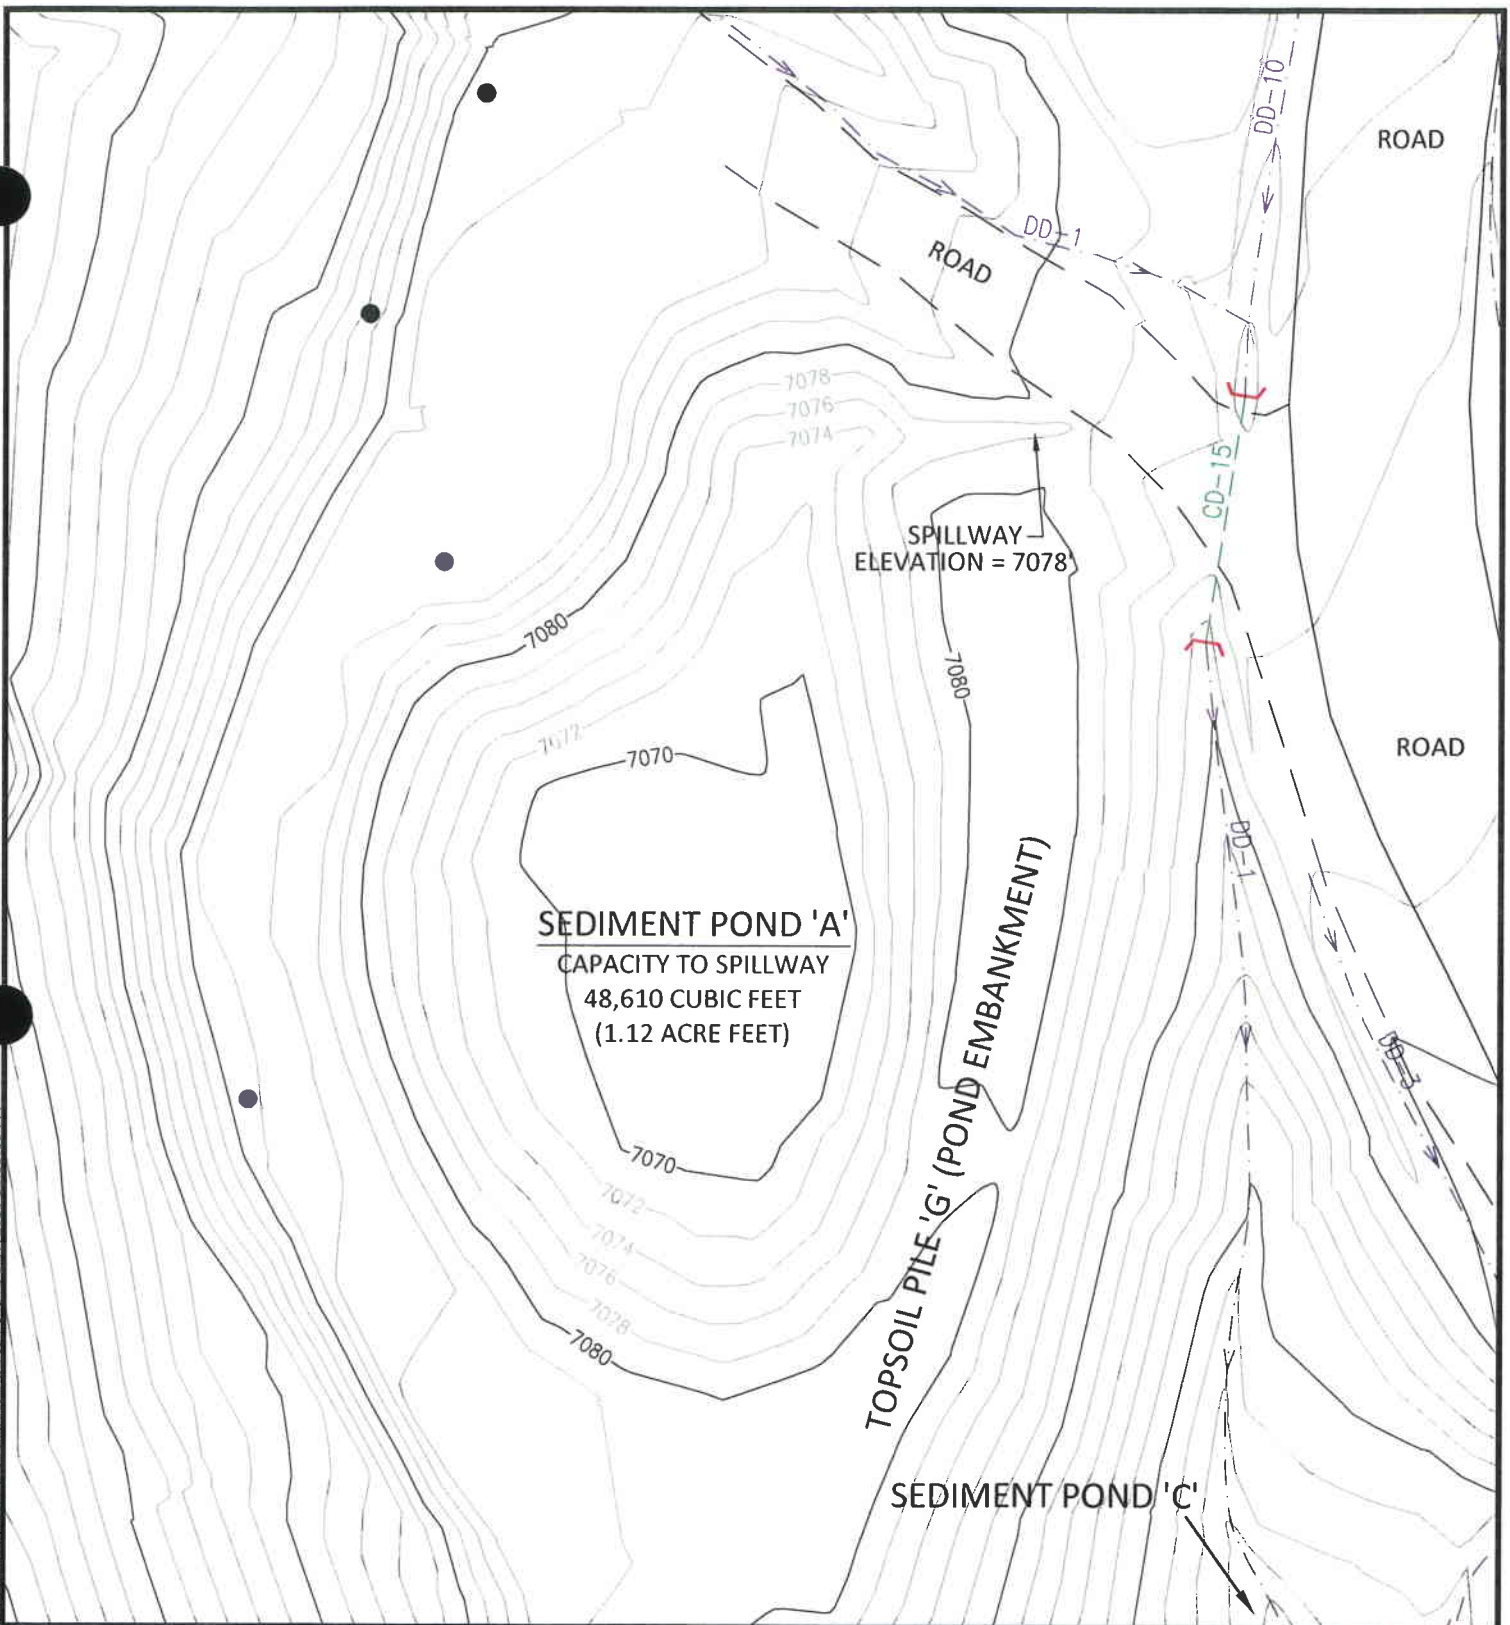 DD-10
ROAD
DD-1
ROAD
7078
7076
7074
CD-15
SPILLWAY
ELEVATION = 7078'
7080
7080
7072
7070
ROAD
DD-1
SEDIMENT POND 'A'
CAPACITY TO SPILLWAY
48,610 CUBIC FEET
(1.12 ACRE FEET)
TOPSOIL PILE 'G' (POND EMBANKMENT)
DD-3
7070
7072
7074
7076
7078
7080
SEDIMENT POND 'C'